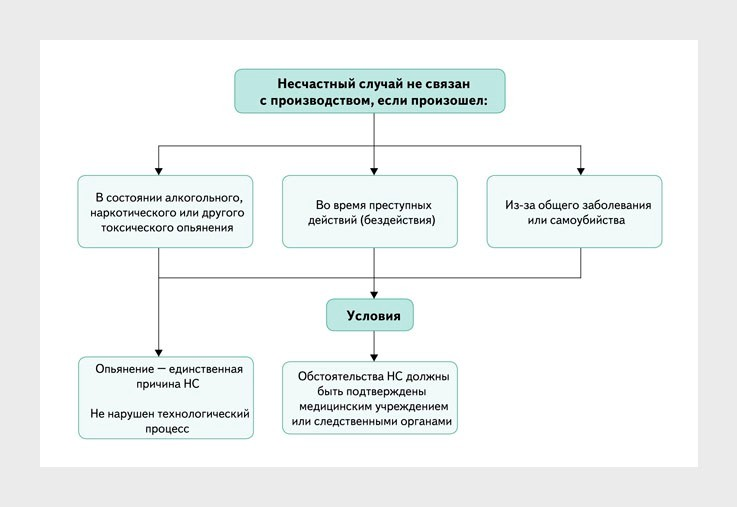 Несчастный случай не связан
с производством, если произошел:
В состоянии алкогольного,
наркотического или другого
токсического опьянения
Во время преступных
действий (бездействия)
Из-за общего заболевания
или самоубийства
Условия
Опьянение — единственная
причина НС
Не нарушен технологический
процесс
Обстоятельства НС должны
быть подтверждены
медицинским учреждением
или следственными органами